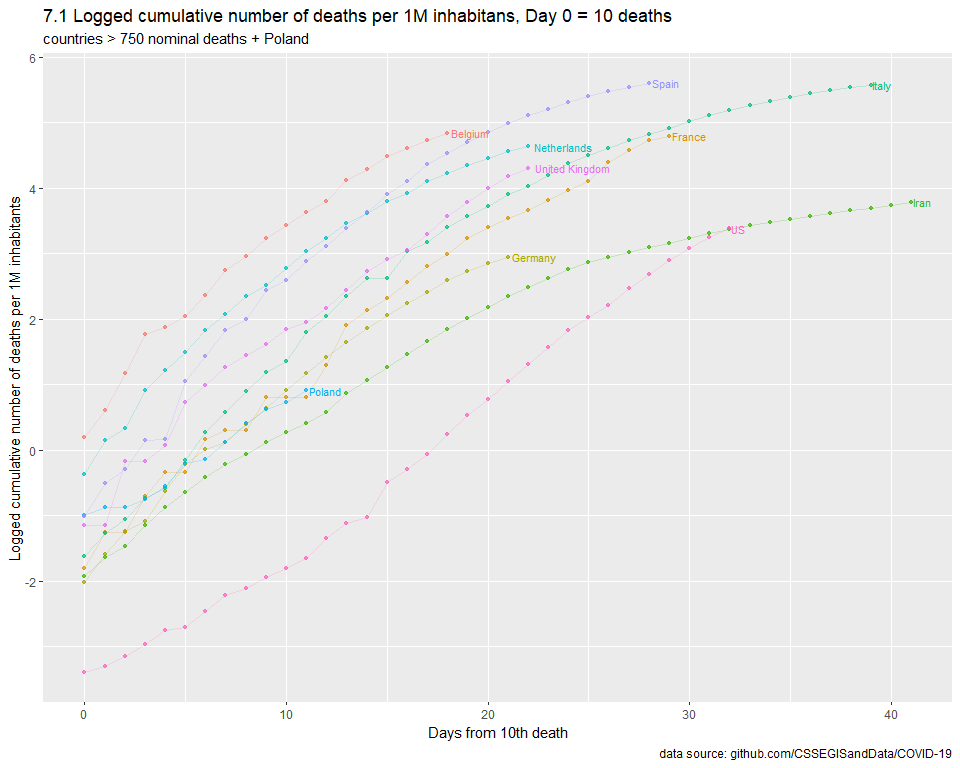 7.1 Logged cumulative number of deaths per 1M inhabitans, Day 0 = 10 deaths
countries > 750 nominal deaths + Poland
Logged cumulative number of deaths per 1M inhabitants
6
4
2
0
-2
Spain
Italy
Belgium
France
Netherlands
United Kingdom
Iran
US
Germany
Poland
0 10 20 30 40
Days from 10th death
data source: github.com/CSSEGISandData/COVID-19